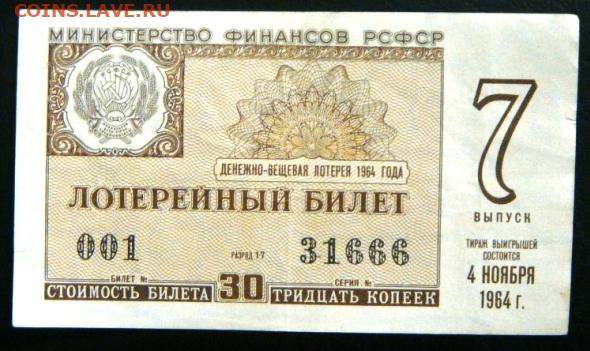 COINS.LAVE.RU
МИНИСТЕРСТВО ФИНАНСОВ РСФСР
ДЕНЕЖНО-ВЕЩЕВАЯ ЛОТЕРЕЯ 1964 ГОДА
ЛОТЕРЕЙНЫЙ БИЛЕТ
001 РАЗРЯД 17 31666
БИЛЕТ № СЕРИЯ №
СТОИМОСТЬ БИЛЕТА 30 ТРИДЦАТЬ КОПЕЕК
7
ВЫПУСК
ТИРАЖ ВЫИГРЫШЕЙ
СОСТОИТСЯ
4 НОЯБРЯ
1964 г.